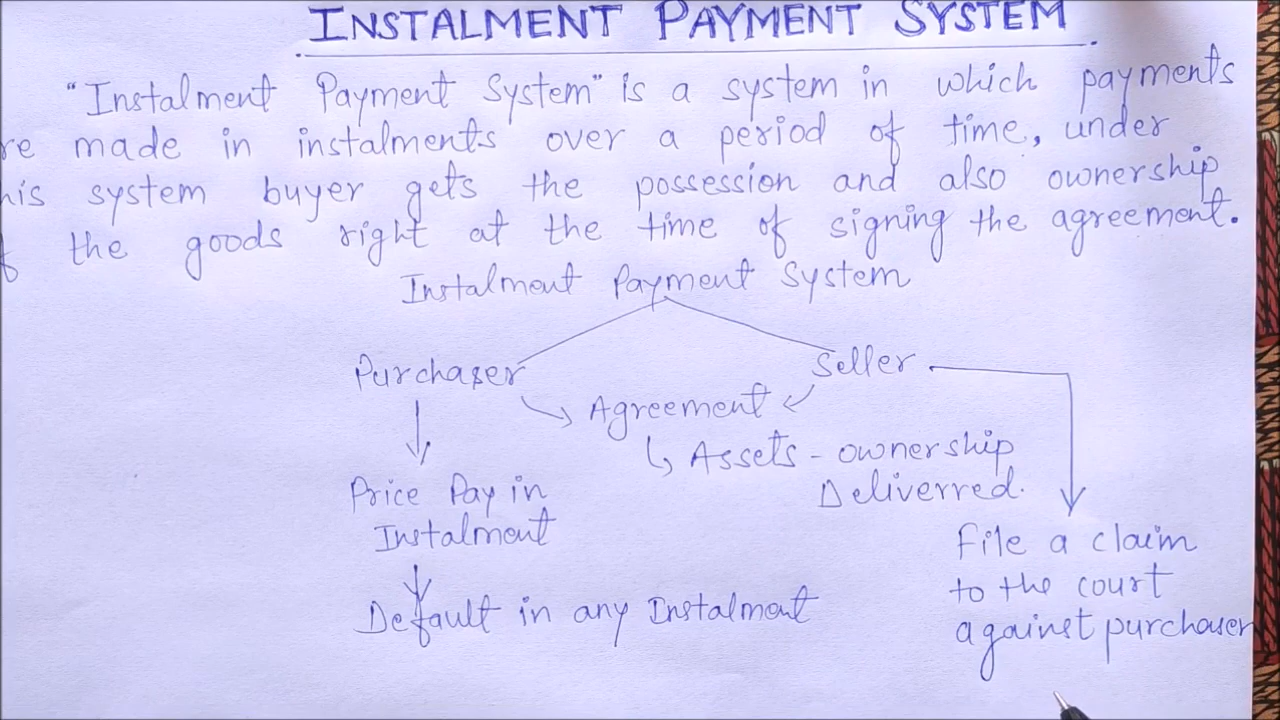 INSTALMENT PAYMENT SYSTEM
"Instalment Payment System" is a system in which payments
re made in instalments over a period of time, under
his system buyer gets the possession and also ownership
f the goods right at the time of signing the agreement.
Instalment Payment System
Purchaser
Seller
Agreement
Assets - ownership
Deliverred.
Price Pay in
Instalment
Default in any Instalment
File a claim
to the court
against purchaser